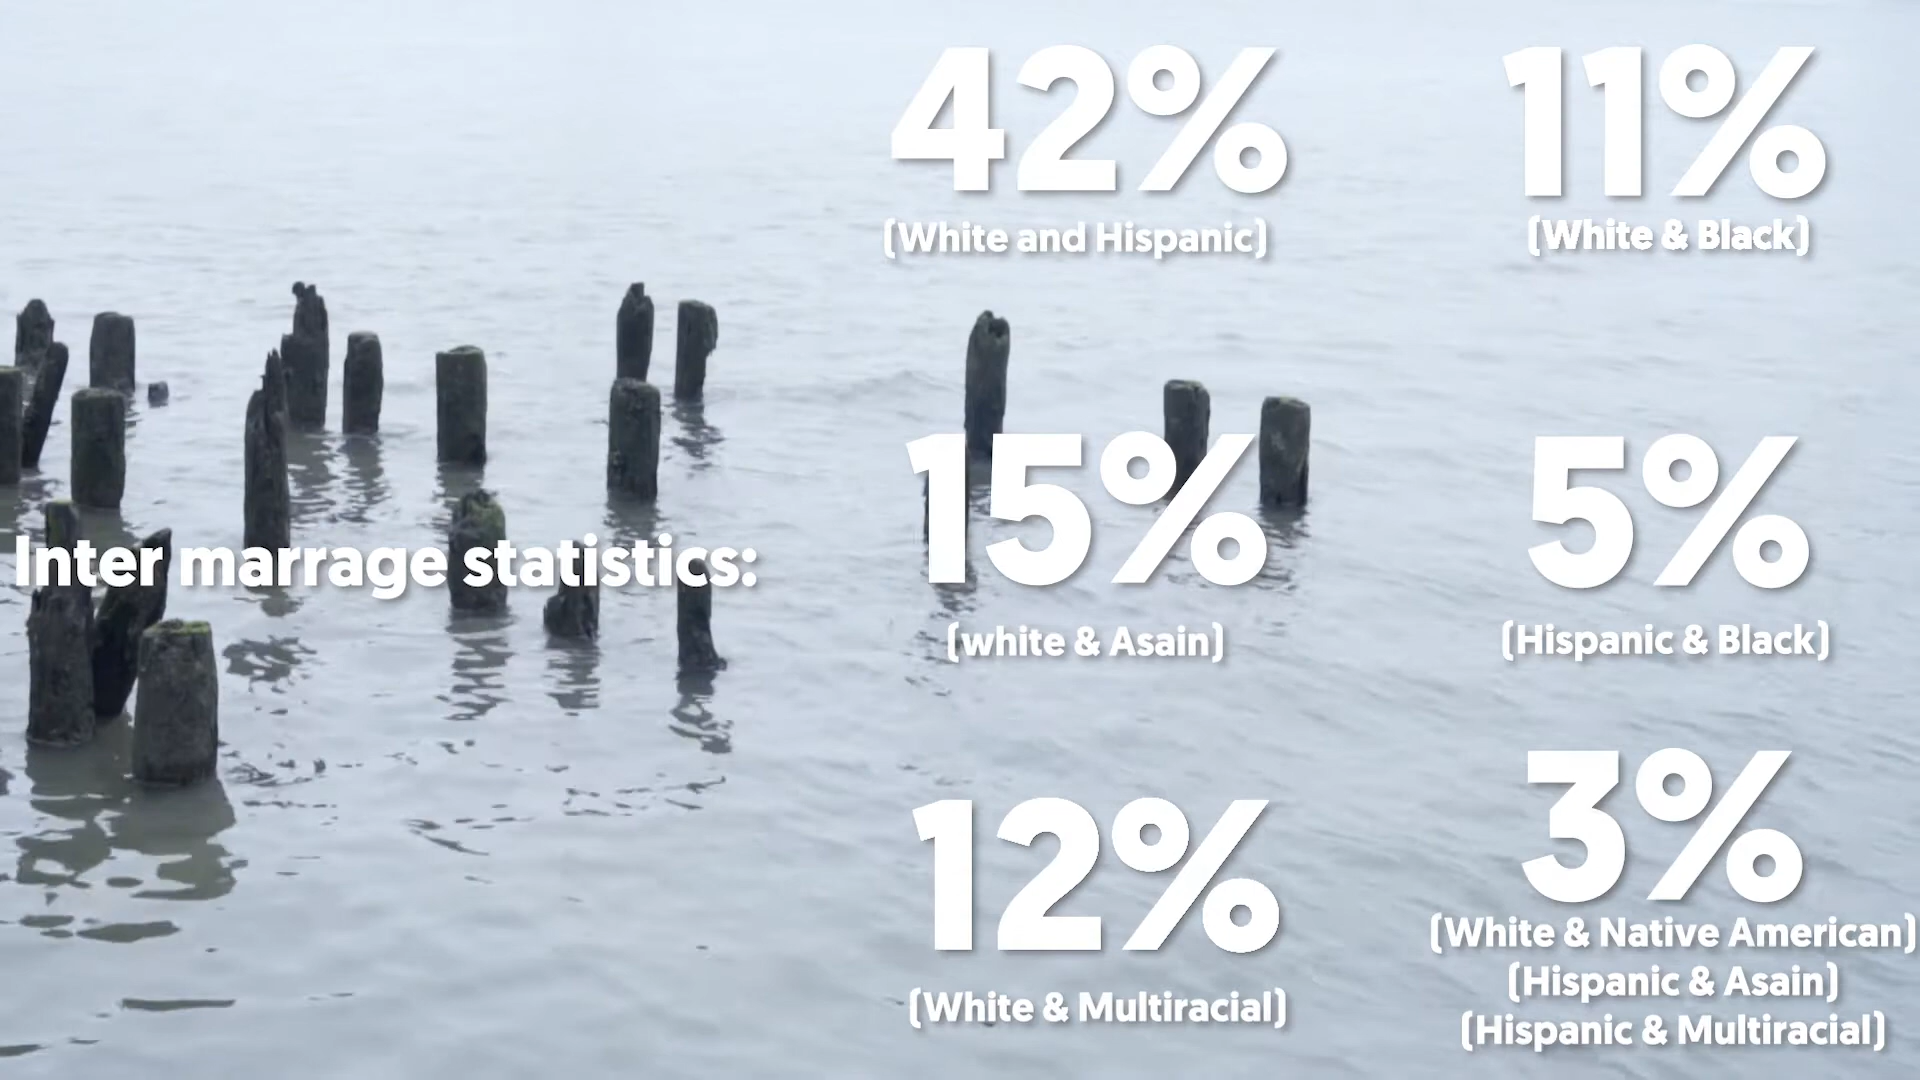 Inter marrage statistics:
42%
(White and Hispanic)
11%
(White & Black)
15%
(white & Asain)
5%
(Hispanic & Black)
12%
(White & Multiracial)
3%
(White & Native American)
(Hispanic & Asain)
(Hispanic & Multiracial)